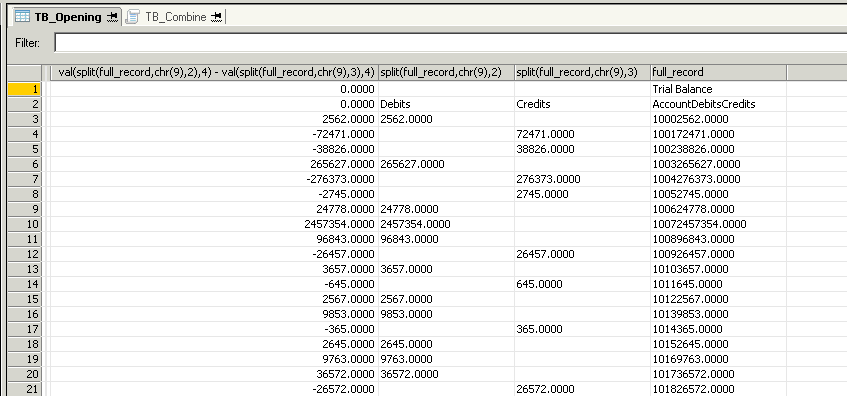 TB_Opening TB_Combine
Filter:
val(split(full_record,chr(9),2),4) - val(split(full_record,chr(9),3),4) split(full_record,chr(9),2) split(full_record,chr(9),3) full_record
1 0.0000 Trial Balance
2 0.0000 Debits Credits AccountDebitsCredits
3 2562.0000 2562.0000 10002562.0000
4 -72471.0000 72471.0000 100172471.0000
5 -38826.0000 38826.0000 100238826.0000
6 265627.0000 265627.0000 1003265627.0000
7 -276373.0000 276373.0000 1004276373.0000
8 -2745.0000 2745.0000 10052745.0000
9 24778.0000 24778.0000 100624778.0000
10 2457354.0000 2457354.0000 10072457354.0000
11 96843.0000 96843.0000 100896843.0000
12 -26457.0000 26457.0000 100926457.0000
13 3657.0000 3657.0000 10103657.0000
14 -645.0000 645.0000 1011645.0000
15 2567.0000 2567.0000 10122567.0000
16 9853.0000 9853.0000 10139853.0000
17 -365.0000 365.0000 1014365.0000
18 2645.0000 2645.0000 10152645.0000
19 9763.0000 9763.0000 10169763.0000
20 36572.0000 36572.0000 101736572.0000
21 -26572.0000 26572.0000 101826572.0000